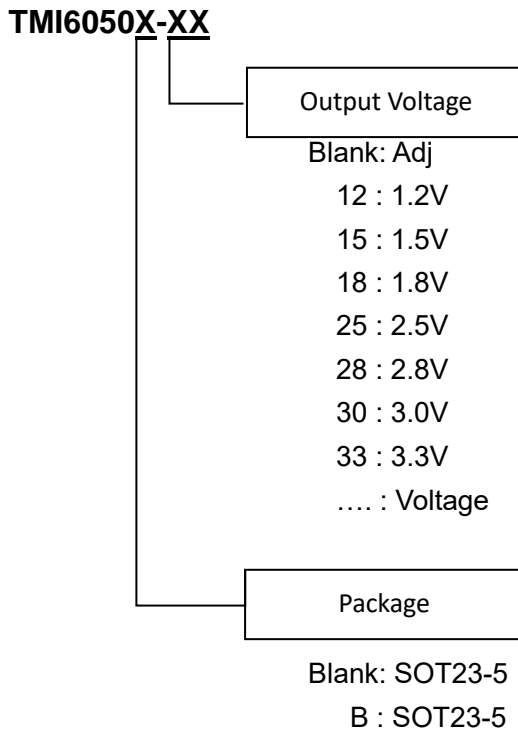 TMI6050X-XX
Output Voltage
Blank: Adj
12 : 1.2V
15 : 1.5V
18 : 1.8V
25 : 2.5V
28 : 2.8V
30 : 3.0V
33 : 3.3V
…. : Voltage
Package
Blank: SOT23-5
B : SOT23-5